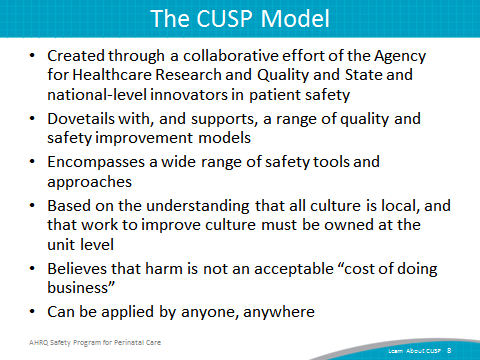 The CUSP Model
• Created through a collaborative effort of the Agency
for Healthcare Research and Quality and State and
national-level innovators in patient safety
• Dovetails with, and supports, a range of quality and
safety improvement models
• Encompasses a wide range of safety tools and
approaches
• Based on the understanding that all culture is local, and
that work to improve culture must be owned at the
unit level
• Believes that harm is not an acceptable “cost of doing
business”
• Can be applied by anyone, anywhere
AHRQ Safety Program for Perinatal Care
Learn About CUSP 8